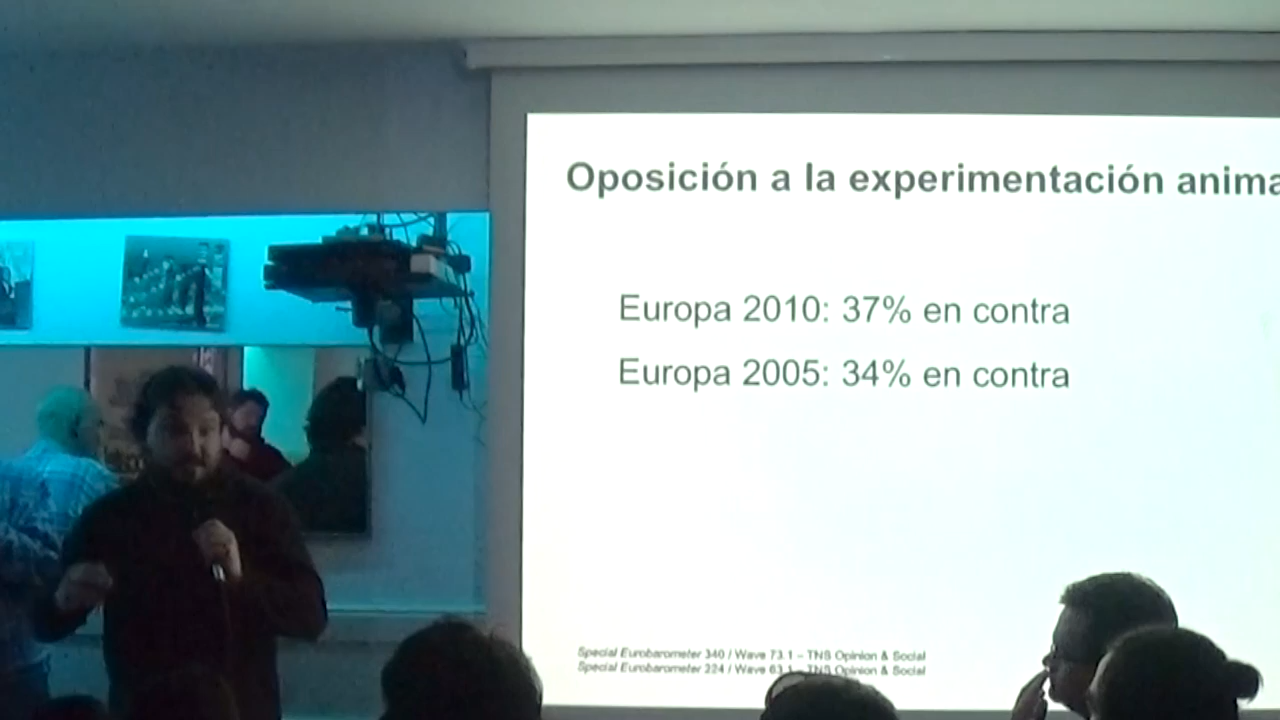 Oposición a la experimentación anima
Europa 2010: 37% en contra
Europa 2005: 34% en contra
Special Eurobarometer 340 / Wave 73.1 – TNS Opinion & Social
Special Eurobarometer 224 / Wave 63.1 – TNS Opinion & Social